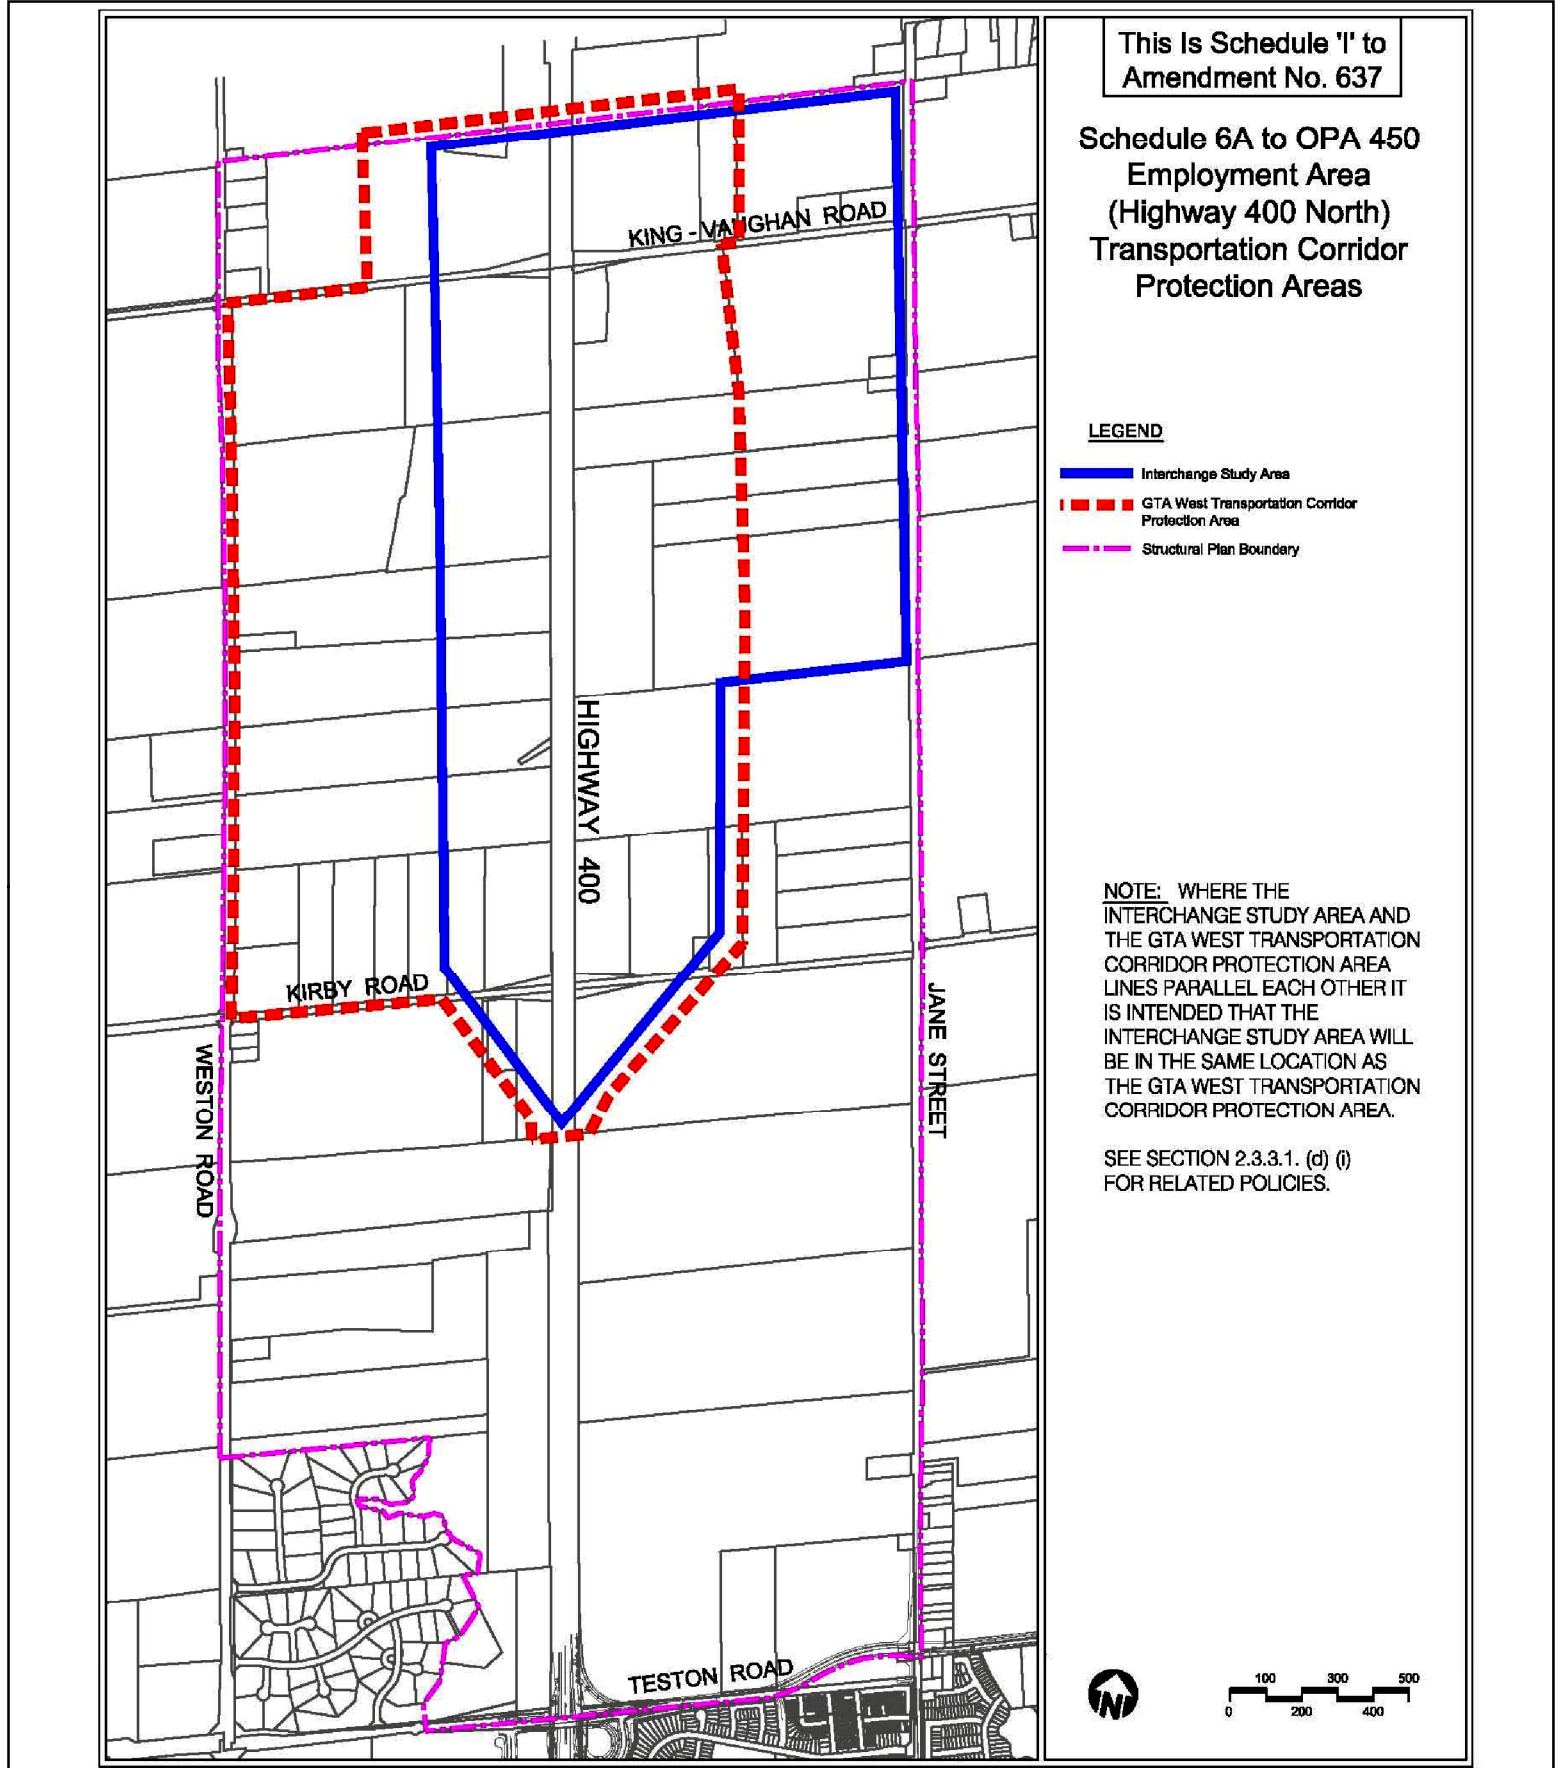 This Is Schedule 'I' to
Amendment No. 637
Schedule 6A to OPA 450
Employment Area
(Highway 400 North)
Transportation Corridor
Protection Areas
KING - VAUGHAN ROAD
LEGEND
Interchange Study Area
GTA West Transportation Corridor
Protection Area
Structural Plan Boundary
HIGHWAY 400
NOTE: WHERE THE
INTERCHANGE STUDY AREA AND
THE GTA WEST TRANSPORTATION
CORRIDOR PROTECTION AREA
LINES PARALLEL EACH OTHER IT
IS INTENDED THAT THE
INTERCHANGE STUDY AREA WILL
BE IN THE SAME LOCATION AS
THE GTA WEST TRANSPORTATION
CORRIDOR PROTECTION AREA.
SEE SECTION 2.3.3.1. (d) (i)
FOR RELATED POLICIES.
KIRBY ROAD
JANE STREET
WESTON ROAD
TESTON ROAD
N
100 300 500
0 200 400